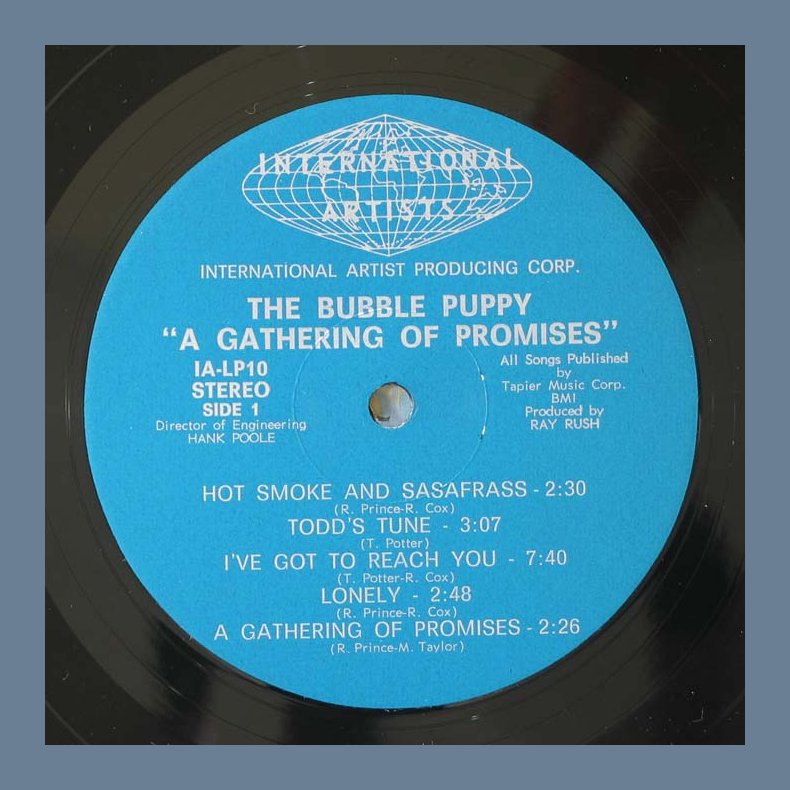 INTERNATIONAL
ARTISTS
INTERNATIONAL ARTIST PRODUCING CORP.
THE BUBBLE PUPPY
"A GATHERING OF PROMISES"
IA-LP10
STEREO
SIDE 1
Director of Engineering
HANK POOLE
All Songs Published
by
Tapier Music Corp.
BMI
Produced by
RAY RUSH
HOT SMOKE AND SASAFRASS - 2:30
(R. Prince-R. Cox)
TODD'S TUNE - 3:07
(T. Potter)
I'VE GOT TO REACH YOU - 7:40
(T. Potter-R. Cox)
LONELY - 2:48
(R. Prince-R. Cox)
A GATHERING OF PROMISES - 2:26
(R. Prince-M. Taylor)